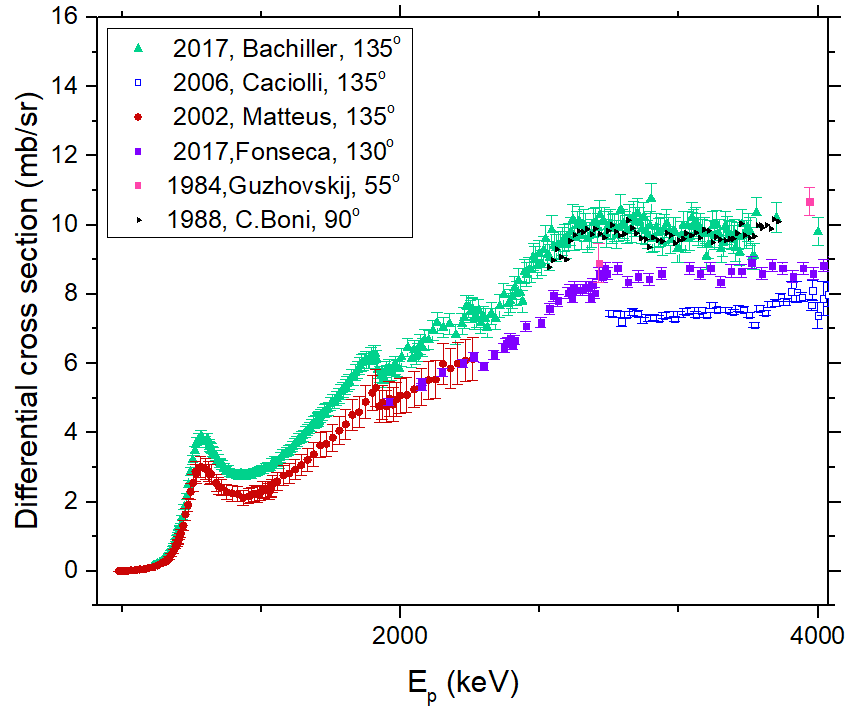 16
14
12
10
8
6
4
2
0
Differential cross section (mb/sr)
2017, Bachiller, 135°
2006, Caciolli, 135°
2002, Matteus, 135°
2017,Fonseca, 130°
1984,Guzhovskij, 55°
1988, C.Boni, 90°
2000
4000
Ep (keV)